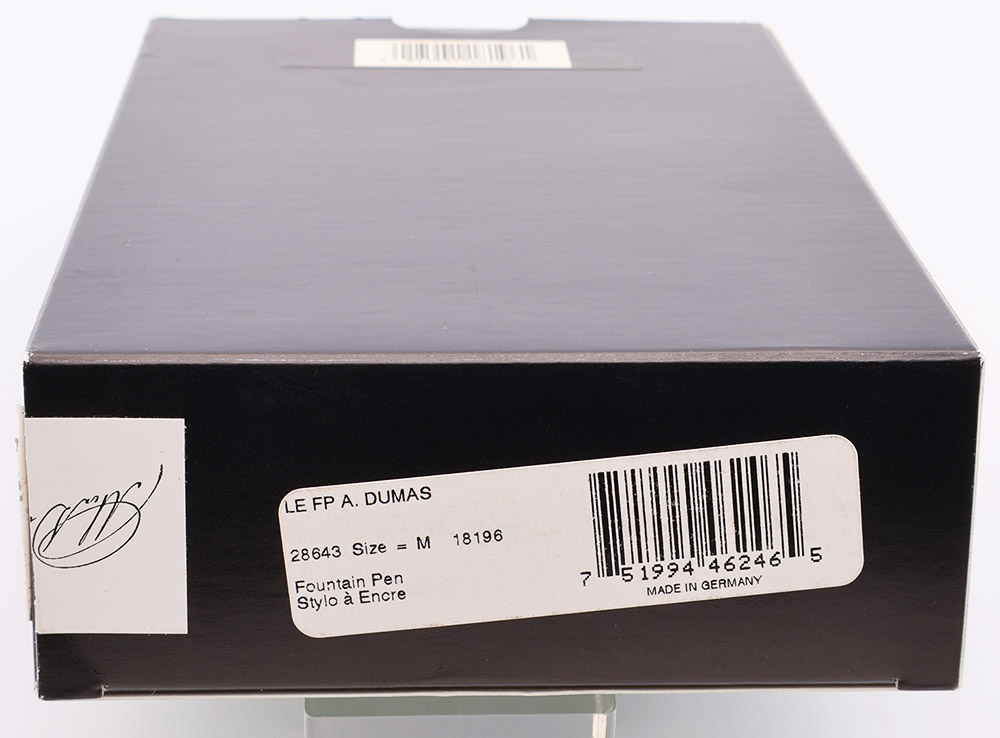 LE FP A. DUMAS
28643 Size = M 18196
Fountain Pen
Stylo à Encre
7 51994 46246 5
MADE IN GERMANY